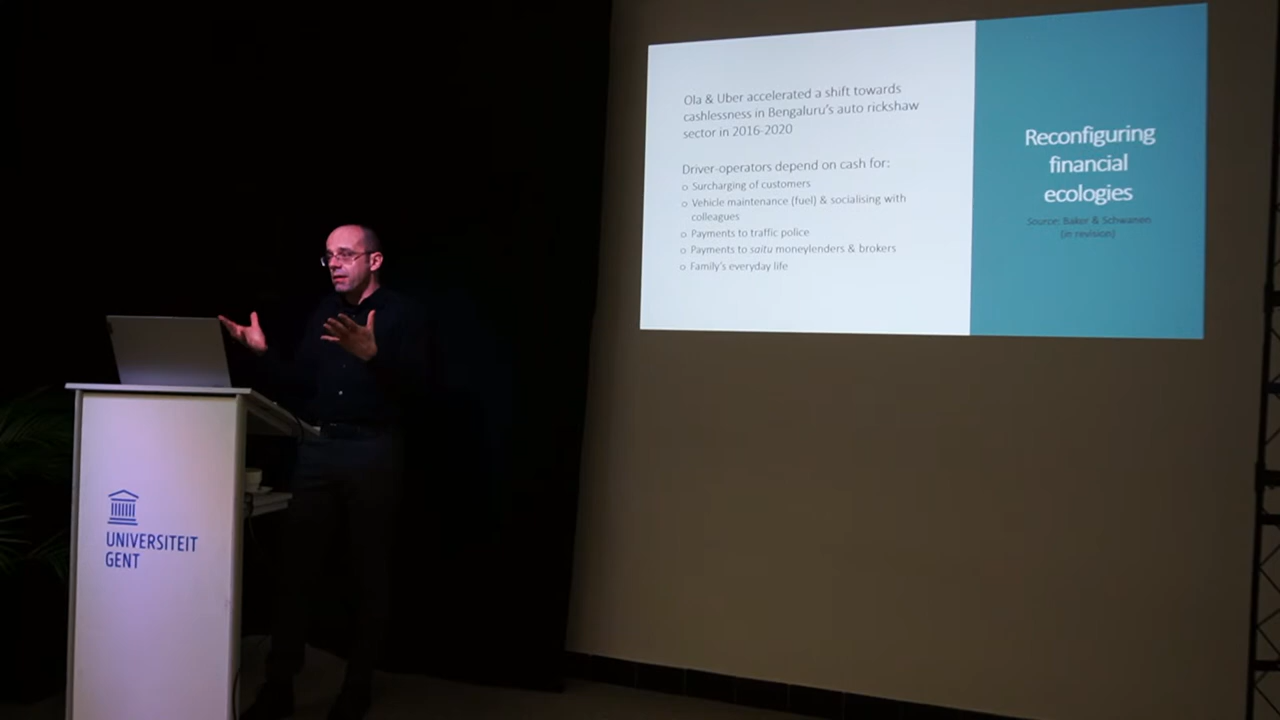 Ola & Uber accelerated a shift towards
cashlessness in Bengaluru's auto rickshaw
sector in 2016-2020
Driver-operators depend on cash for:
o Surcharging of customers
o Vehicle maintenance (fuel) & socialising with
colleagues
o Payments to traffic police
o Payments to saitu moneylenders & brokers
o Family's everyday life
Reconfiguring
financial
ecologies
Source: Baker & Schwanen
(in revision)
UNIVERSITEIT
GENT